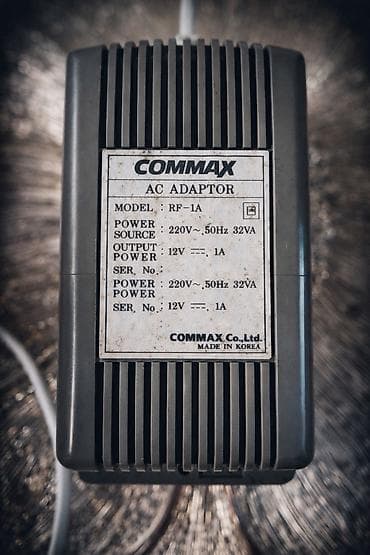 COMMAX
AC ADAPTOR
MODEL : RF-1A
POWER SOURCE : 220V~, 50Hz 32VA
OUTPUT POWER : 12V ⎓, 1A
SER, No. :
POWER : 220V~, 50Hz 32VA
POWER
SER, No. : 12V ⎓, 1A
COMMAX Co.,Ltd.
MADE IN KOREA